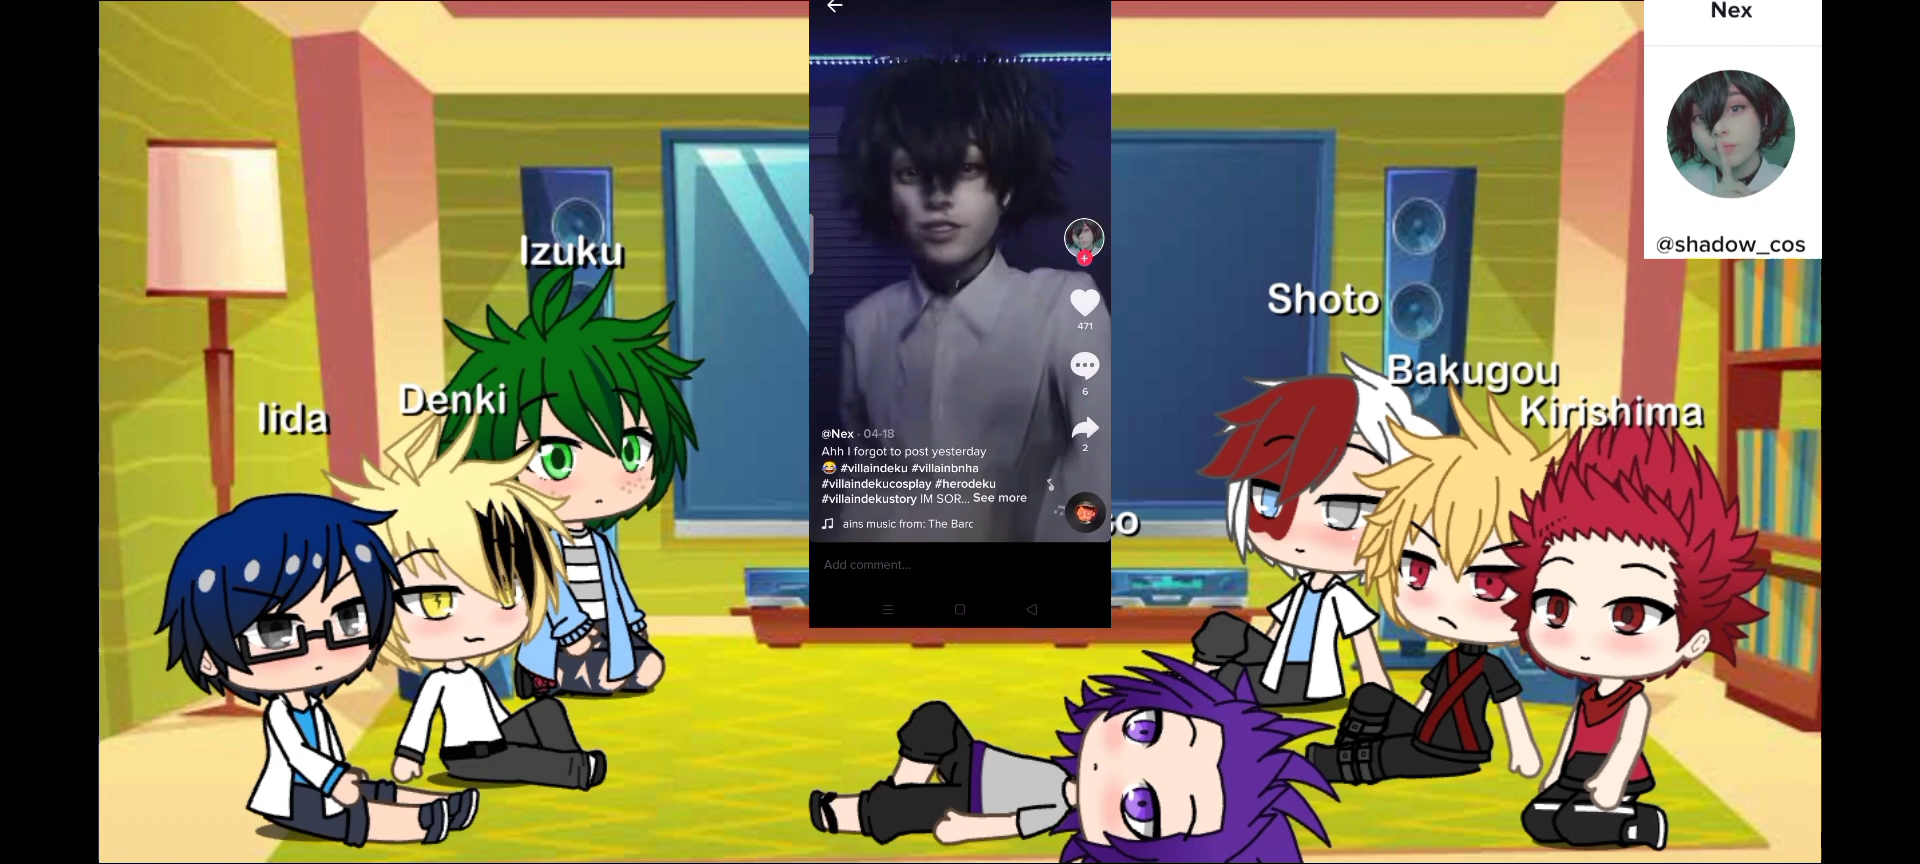 Nex
@shadow_cos
Izuku
Shoto
Bakugou
Kirishima
Denki
Iida
471
6
2
@Nex · 04-18
Ahh I forgot to post yesterday
😂 #villaindeku #villainbnha
#villaindekucosplay #herodeku
#villaindekustory IM SOR... See more
ains music from: The Barc
Add comment...